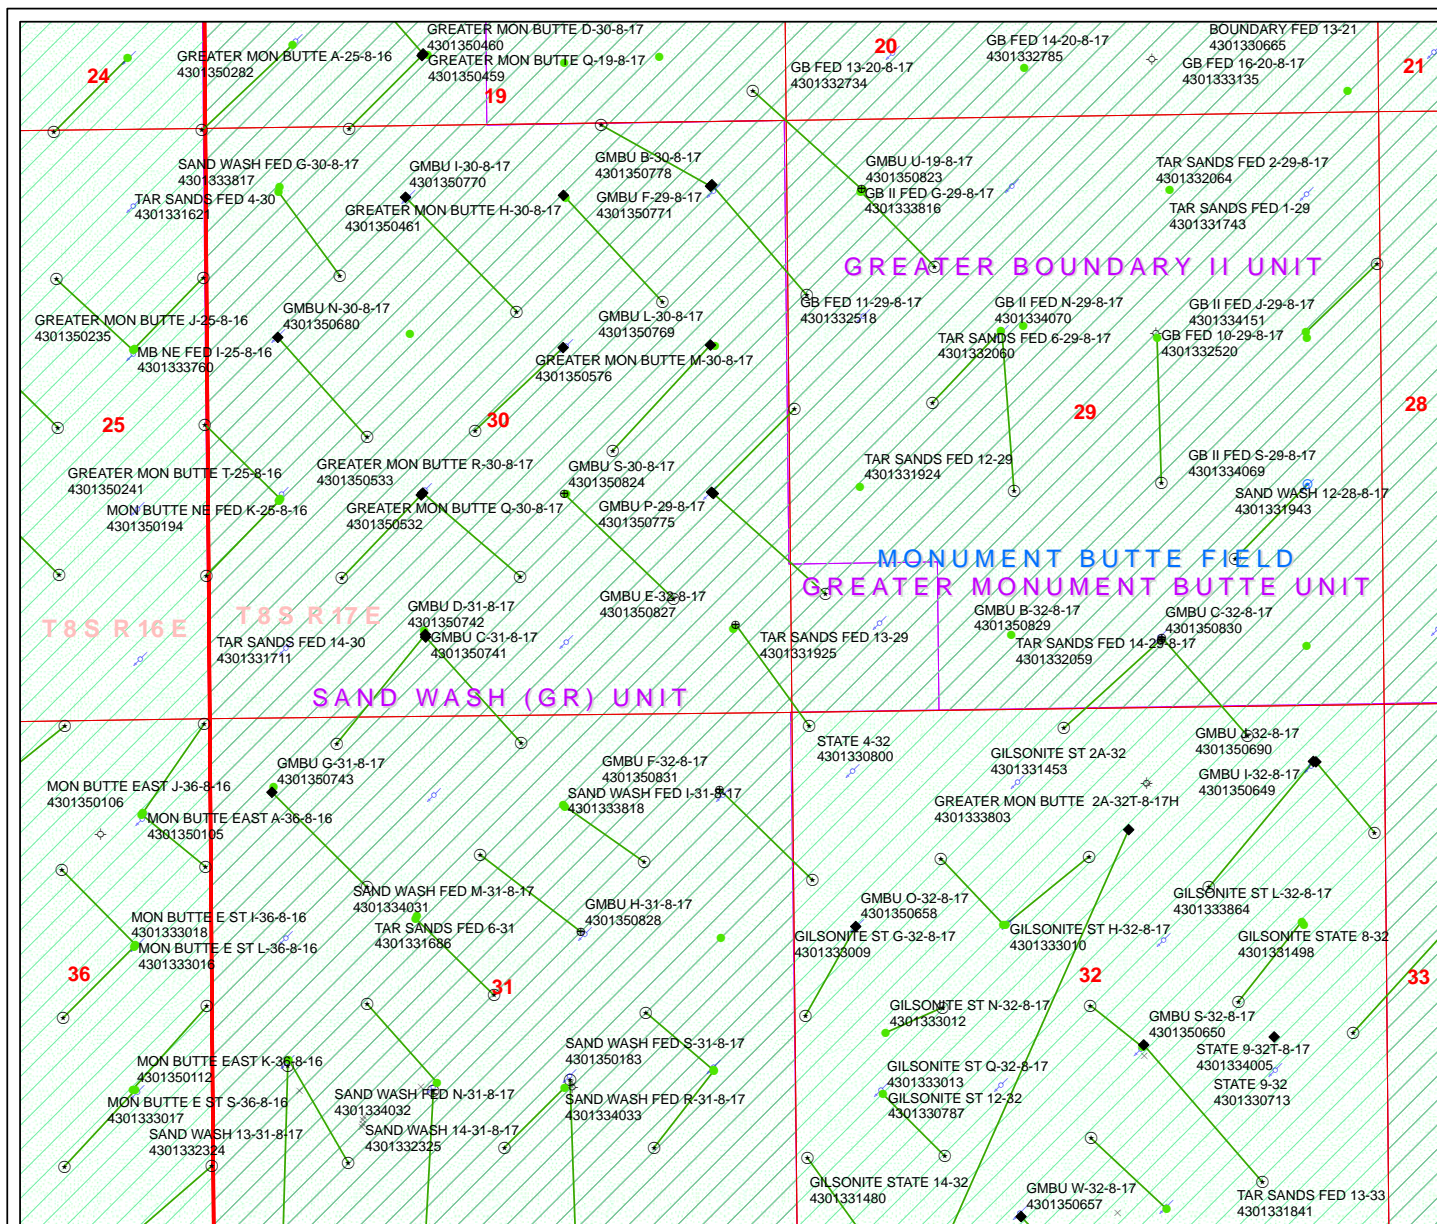 GREATER MON BUTTE D-30-8-17
4301350460
GREATER MON BUTTE A-25-8-16
4301350282
GREATER MON BUTTE Q-19-8-17
4301350459
24
19
20
GB FED 14-20-8-17
4301332785
GB FED 13-20-8-17
4301332734
BOUNDARY FED 13-21
4301330665
GB FED 16-20-8-17
4301333135
21
SAND WASH FED G-30-8-17
4301333817
TAR SANDS FED 4-30
4301331621
GMBU I-30-8-17
4301350770
GREATER MON BUTTE H-30-8-17
4301350461
GMBU B-30-8-17
4301350778
GMBU F-29-8-17
4301350771
GMBU U-19-8-17
4301350823
GB II FED G-29-8-17
4301333816
TAR SANDS FED 2-29-8-17
4301332064
TAR SANDS FED 1-29
4301331743
GREATER BOUNDARY II UNIT
GREATER MON BUTTE J-25-8-16
4301350235
MB NE FED I-25-8-16
4301333760
GMBU N-30-8-17
4301350680
GMBU L-30-8-17
4301350769
GREATER MON BUTTE M-30-8-17
4301350576
GB FED 11-29-8-17
4301332518
GB II FED N-29-8-17
4301334070
TAR SANDS FED 6-29-8-17
4301332060
GB II FED J-29-8-17
4301334151
GB FED 10-29-8-17
4301332520
25
30
29
28
GREATER MON BUTTE T-25-8-16
4301350241
MON BUTTE NE FED K-25-8-16
4301350194
GREATER MON BUTTE R-30-8-17
4301350533
GREATER MON BUTTE Q-30-8-17
4301350532
GMBU S-30-8-17
4301350824
GMBU P-29-8-17
4301350775
TAR SANDS FED 12-29
4301331924
GB II FED S-29-8-17
4301334069
SAND WASH 12-28-8-17
4301331943
MONUMENT BUTTE FIELD
GREATER MONUMENT BUTTE UNIT
T8S R16E
T8S R17E
GMBU D-31-8-17
4301350742
GMBU C-31-8-17
4301350741
TAR SANDS FED 14-30
4301331711
GMBU E-32-8-17
4301350827
TAR SANDS FED 13-29
4301331925
GMBU B-32-8-17
4301350829
TAR SANDS FED 14-29-8-17
4301332059
GMBU C-32-8-17
4301350830
SAND WASH (GR) UNIT
MON BUTTE EAST J-36-8-16
4301350106
MON BUTTE EAST A-36-8-16
4301350105
GMBU G-31-8-17
4301350743
GMBU F-32-8-17
4301350831
SAND WASH FED I-31-8-17
4301333818
STATE 4-32
4301330800
GILSONITE ST 2A-32
4301331453
GREATER MON BUTTE  2A-32T-8-17H
4301333803
GMBU J-32-8-17
4301350690
GMBU I-32-8-17
4301350649
SAND WASH FED M-31-8-17
4301334031
TAR SANDS FED 6-31
4301331686
GMBU H-31-8-17
4301350828
GMBU O-32-8-17
4301350658
GILSONITE ST G-32-8-17
4301333009
GILSONITE ST H-32-8-17
4301333010
GILSONITE ST L-32-8-17
4301333864
GILSONITE STATE 8-32
4301331498
MON BUTTE E ST I-36-8-16
4301333018
MON BUTTE E ST L-36-8-16
4301333016
36
31
32
33
GILSONITE ST N-32-8-17
4301333012
GMBU S-32-8-17
4301350650
STATE 9-32T-8-17
4301334005
STATE 9-32
4301330713
MON BUTTE EAST K-36-8-16
4301350112
MON BUTTE E ST S-36-8-16
4301333017
SAND WASH 13-31-8-17
4301332324
SAND WASH FED N-31-8-17
4301334032
SAND WASH 14-31-8-17
4301332325
SAND WASH FED S-31-8-17
4301350183
SAND WASH FED R-31-8-17
4301334033
GILSONITE ST Q-32-8-17
4301333013
GILSONITE ST 12-32
4301330787
GILSONITE STATE 14-32
4301331480
GMBU W-32-8-17
4301350657
TAR SANDS FED 13-33
4301331841